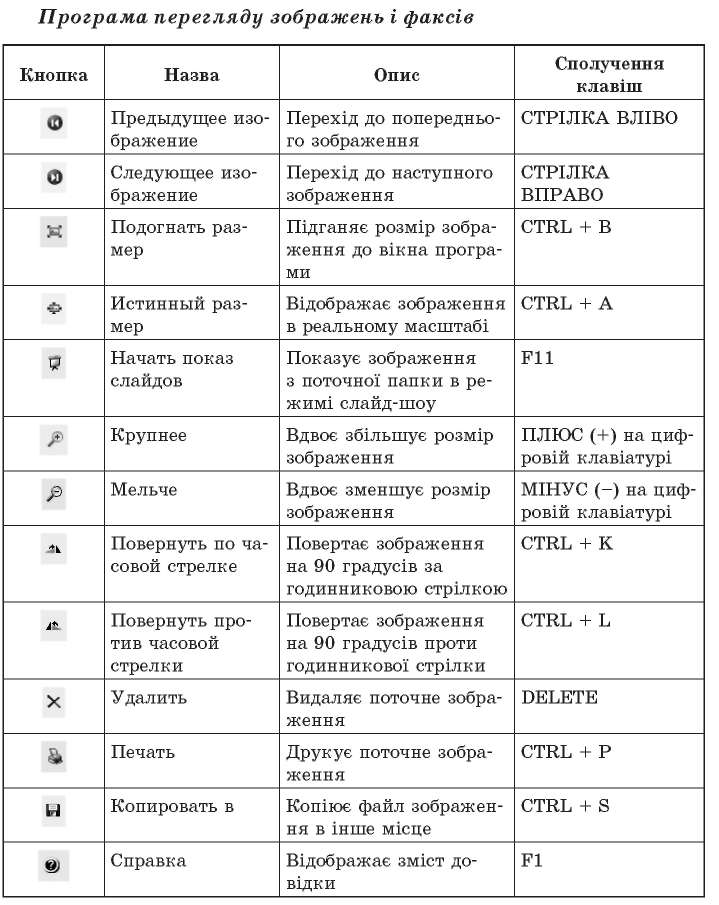 Програма перегляду зображень і факсів
Кнопка Назва Опис Сполучення
клавіш
Предыдущее изо- Перехід до попередньо- СТРІЛКА ВЛІВО
бражение го зображення
Следующее изо- Перехід до наступного СТРІЛКА
бражение зображення ВПРАВО
Подогнать раз- Підганяє розмір зобра- CTRL + B
мер ження до вікна програ-
ми
Истинный раз- Відображає зображення CTRL + A
мер в реальному масштабі
Начать показ Показує зображення F11
слайдов з поточної папки в ре-
жимі слайд-шоу
Крупнее Вдвоє збільшує розмір ПЛЮС (+) на циф-
зображення ровій клавіатурі
Мельче Вдвоє зменшує розмір МІНУС (−) на циф-
зображення ровій клавіатурі
Повернуть по ча- Повертає зображення CTRL + K
совой стрелке на 90 градусів за
годинниковою стрілкою
Повернуть про- Повертає зображення CTRL + L
тив часовой на 90 градусів проти
стрелки годинникової стрілки
Удалить Видаляє поточне зобра- DELETE
ження
Печать Друкує поточне зобра- CTRL + P
ження
Копировать в Копіює файл зображен- CTRL + S
ня в інше місце
Справка Відображає зміст до- F1
відки